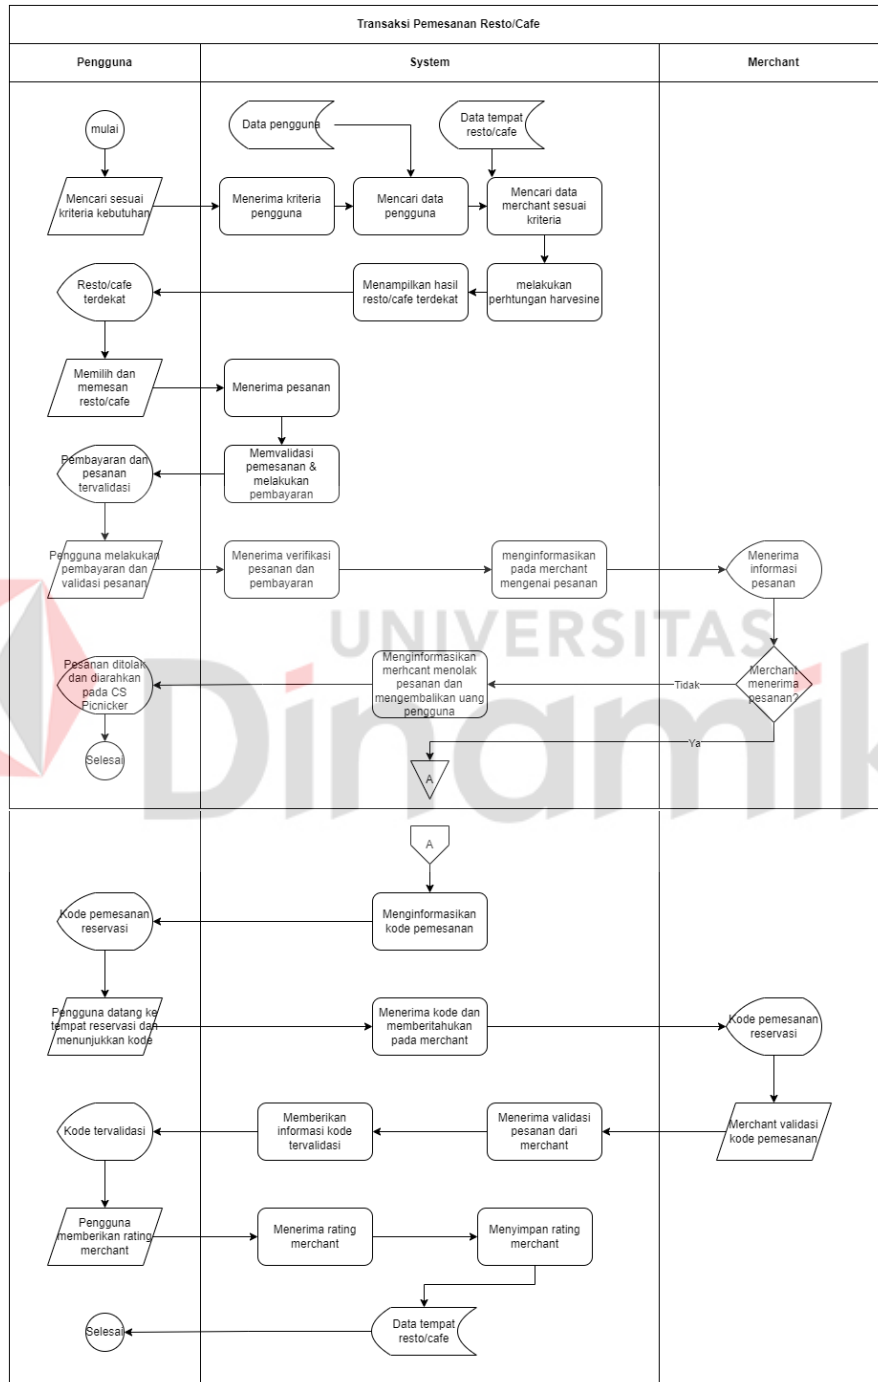 Transaksi Pemesanan Resto/Cafe
Pengguna
System
Merchant
mulai
Data pengguna
Data tempat
resto/cafe
Mencari sesuai
kriteria kebutuhan
Menerima kriteria
pengguna
Mencari data
pengguna
Mencari data
merchant sesuai
kriteria
Resto/cafe
terdekat
Menampilkan hasil
resto/cafe terdekat
melakukan
perhtungan harvesine
Memilih dan
memesan
resto/cafe
Menerima pesanan
Pembayaran dan
pesanan
tervalidasi
Memvalidasi
pemesanan &
melakukan
pembayaran
Pengguna melakukan
pembayaran dan
validasi pesanan
Menerima verifikasi
pesanan dan
pembayaran
menginformasikan
pada merchant
mengenai pesanan
Menerima
informasi
pesanan
UNIVERSITAS
Dinamik
Pesanan ditolak
dan diarahkan
pada CS
Picnicker
Menginformasikan
merhcant menolak
pesanan dan
mengembalikan uang
pengguna
Tidak
Merchant
menerima
pesanan?
Ya
Selesai
A
A
Kode pemesanan
reservasi
Menginformasikan
kode pemesanan
Pengguna datang ke
tempat reservasi dan
menunjukkan kode
Menerima kode dan
memberitahukan
pada merchant
Kode pemesanan
reservasi
Kode tervalidasi
Memberikan
informasi kode
tervalidasi
Menerima validasi
pesanan dari
merchant
Merchant validasi
kode pemesanan
Pengguna
memberikan rating
merchant
Menerima rating
merchant
Menyimpan rating
merchant
Selesai
Data tempat
resto/cafe